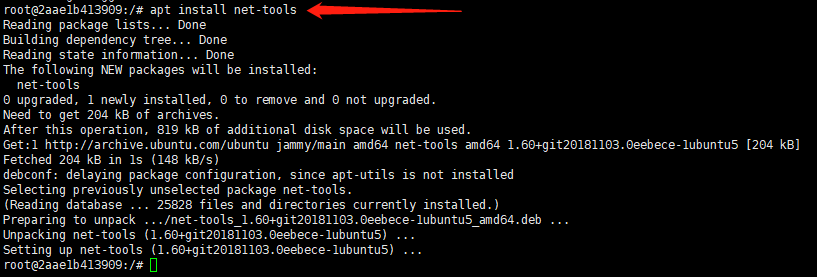 root@2aae1b413909:/# apt install net-tools
Reading package lists... Done
Building dependency tree... Done
Reading state information... Done
The following NEW packages will be installed:
  net-tools
0 upgraded, 1 newly installed, 0 to remove and 0 not upgraded.
Need to get 204 kB of archives.
After this operation, 819 kB of additional disk space will be used.
Get:1 http://archive.ubuntu.com/ubuntu jammy/main amd64 net-tools amd64 1.60+git20181103.0eebece-1ubuntu5 [204 kB]
Fetched 204 kB in 1s (148 kB/s)
debconf: delaying package configuration, since apt-utils is not installed
Selecting previously unselected package net-tools.
(Reading database ... 25828 files and directories currently installed.)
Preparing to unpack .../net-tools_1.60+git20181103.0eebece-1ubuntu5_amd64.deb ...
Unpacking net-tools (1.60+git20181103.0eebece-1ubuntu5) ...
Setting up net-tools (1.60+git20181103.0eebece-1ubuntu5) ...
root@2aae1b413909:/#